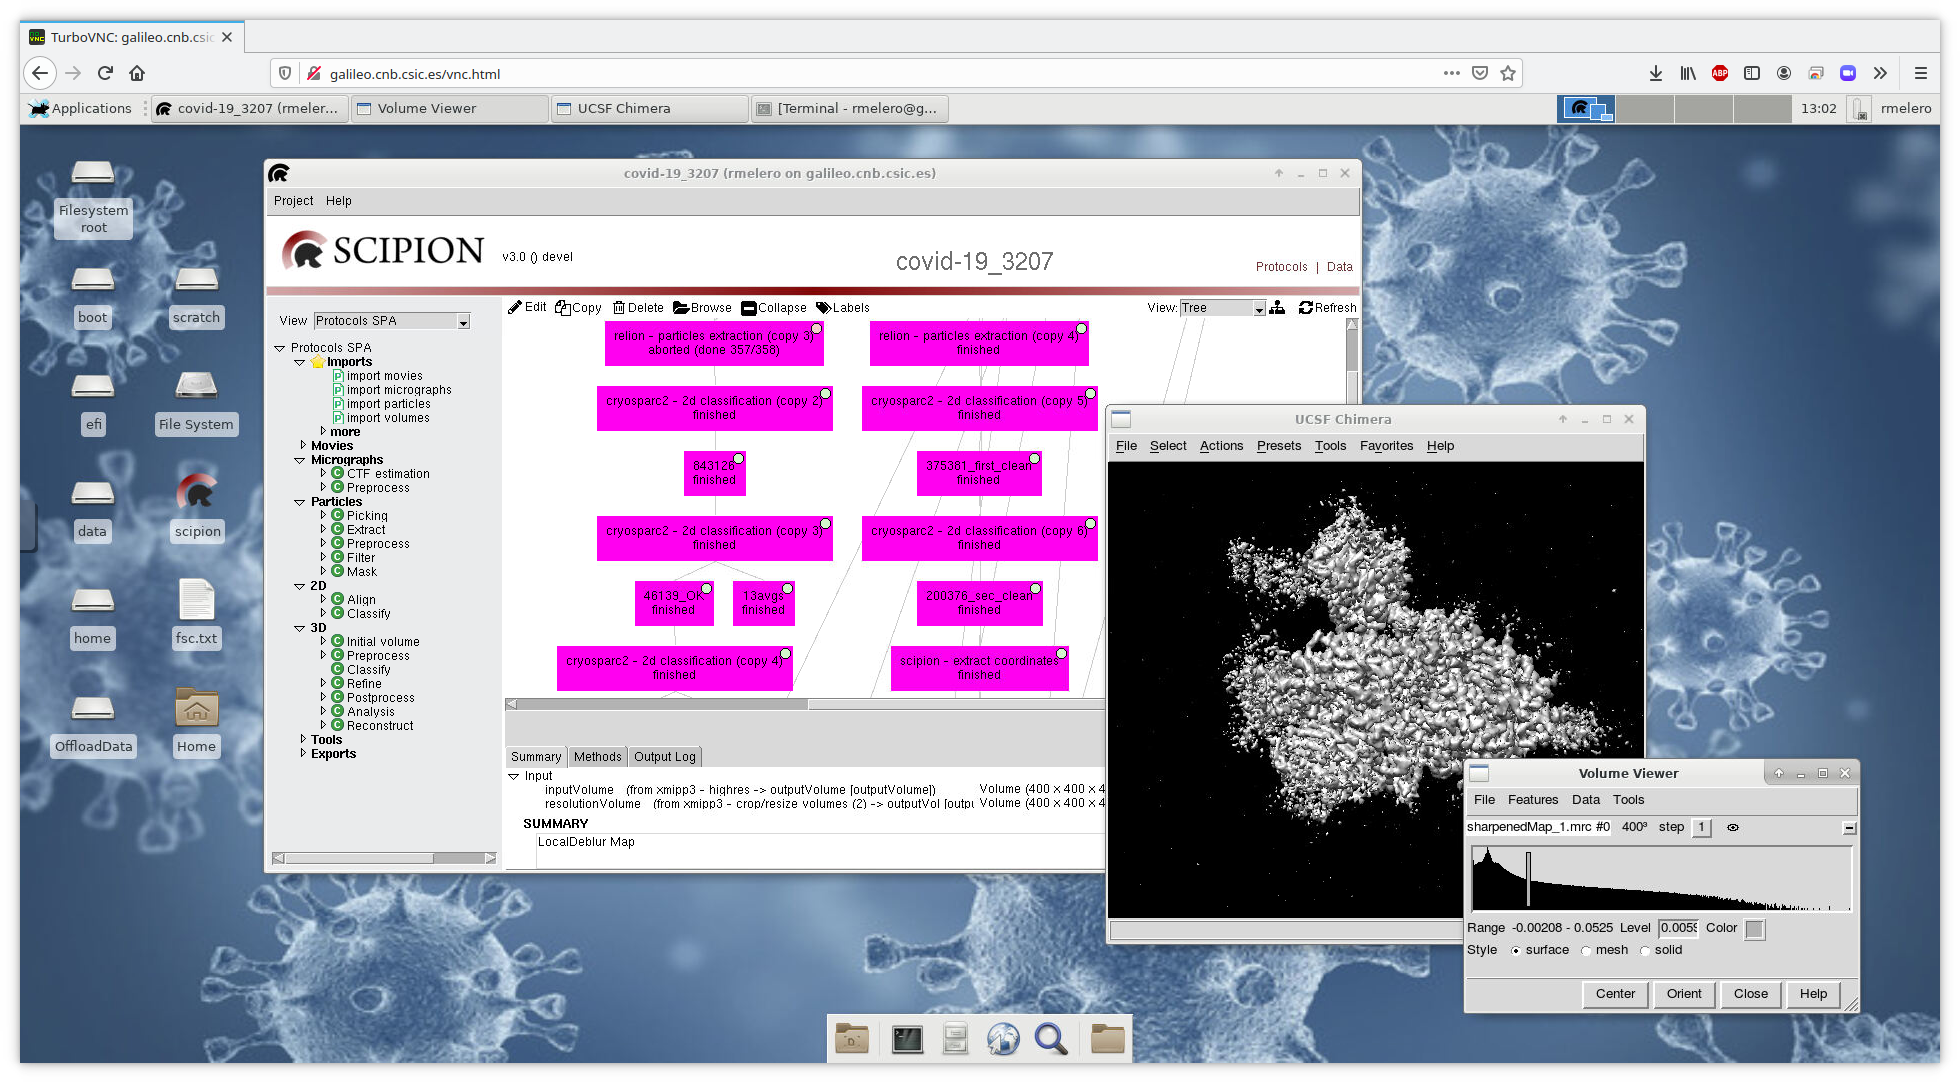 TurboVNC: galileo.cnb.csic
galileo.cnb.csic.es/vnc.html
ABP
Applications
covid-19_3207 (rmeler...
Volume Viewer
UCSF Chimera
[Terminal - rmelero@g...
13:02
rmelero
Filesystem
root
boot
scratch
efi
File System
data
scipion
home
fsc.txt
OffloadData
Home
covid-19_3207 (rmelero on galileo.cnb.csic.es)
Project Help
SCIPION
v3.0 () devel
covid-19_3207
Protocols | Data
View Protocols SPA
Protocols SPA
Imports
import movies
import micrographs
import particles
import volumes
more
Movies
Micrographs
CTF estimation
Preprocess
Particles
Picking
Extract
Preprocess
Filter
Mask
2D
Align
Classify
3D
Initial volume
Preprocess
Classify
Refine
Postprocess
Analysis
Reconstruct
Tools
Exports
Edit Copy Delete Browse Collapse Labels
View: Tree Refresh
relion - particles extraction (copy 3)
aborted (done 357/358)
relion - particles extraction (copy 4)
finished
cryosparc2 - 2d classification (copy 2)
finished
cryosparc2 - 2d classification (copy 5)
finished
843126
finished
375381_first_clean
finished
cryosparc2 - 2d classification (copy 3)
finished
cryosparc2 - 2d classification (copy 6)
finished
46139_OK
finished
13avgs
finished
200376_sec_clean
finished
cryosparc2 - 2d classification (copy 4)
finished
scipion - extract coordinates
finished
Summary Methods Output Log
Input
inputVolume (from xmipp3 - highres -> outputVolume [outputVolume]) Volume (400 x 400 x 4
resolutionVolume (from xmipp3 - crop/resize volumes (2) -> outputVol [outpu Volume (400 x 400 x 4
SUMMARY
LocalDeblur Map
UCSF Chimera
File Select Actions Presets Tools Favorites Help
Volume Viewer
File Features Data Tools
sharpenedMap_1.mrc #0 400³ step 1
Range -0.00208 - 0.0525 Level 0.0059 Color
Style surface mesh solid
Center Orient Close Help